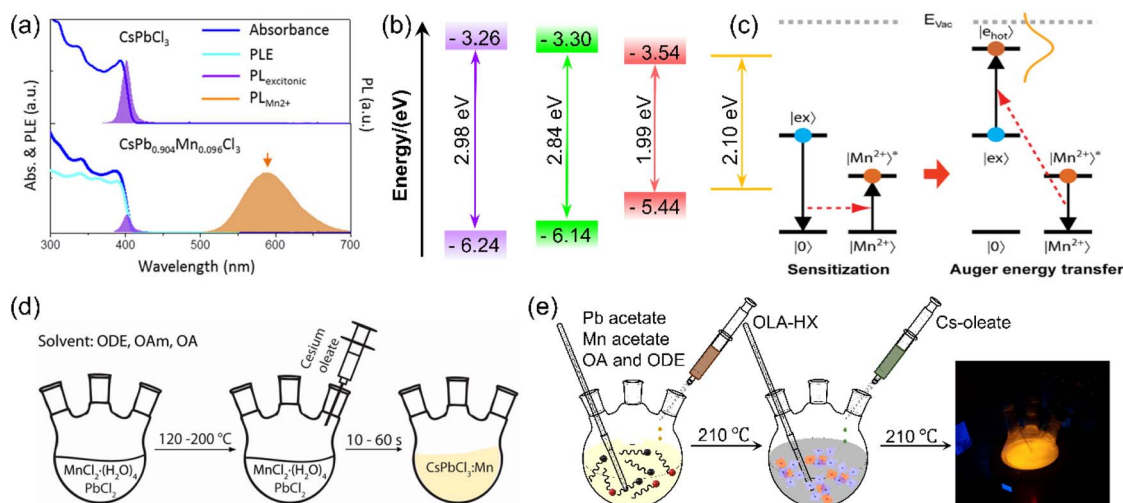 (a)
CsPbCl₃
Absorbance
PLE
PL_excitonic
PL_Mn2+
CsPb₀.₉₀₄Mn₀.₀₉₆Cl₃
Abs. & PLE (a.u.)
PL (a.u.)
300 400 500 600 700
Wavelength (nm)
(b)
Energy/(eV)
- 3.26
2.98 eV
- 6.24
- 3.30
2.84 eV
- 6.14
- 3.54
1.99 eV
- 5.44
2.10 eV
(c)
E_Vac
|e_hot⟩
|ex⟩
|Mn²⁺⟩*
|0⟩
|Mn²⁺⟩
Sensitization
|ex⟩
|Mn²⁺⟩*
|0⟩
|Mn²⁺⟩
Auger energy transfer
(d)
Solvent: ODE, OAm, OA
MnCl₂·(H₂O)₄
PbCl₂
120 -200 ℃
Cesium
oleate
MnCl₂·(H₂O)₄
PbCl₂
10 - 60 s
CsPbCl₃:Mn
(e)
Pb acetate
Mn acetate
OA and ODE
OLA-HX
210 ℃
Cs-oleate
210 ℃